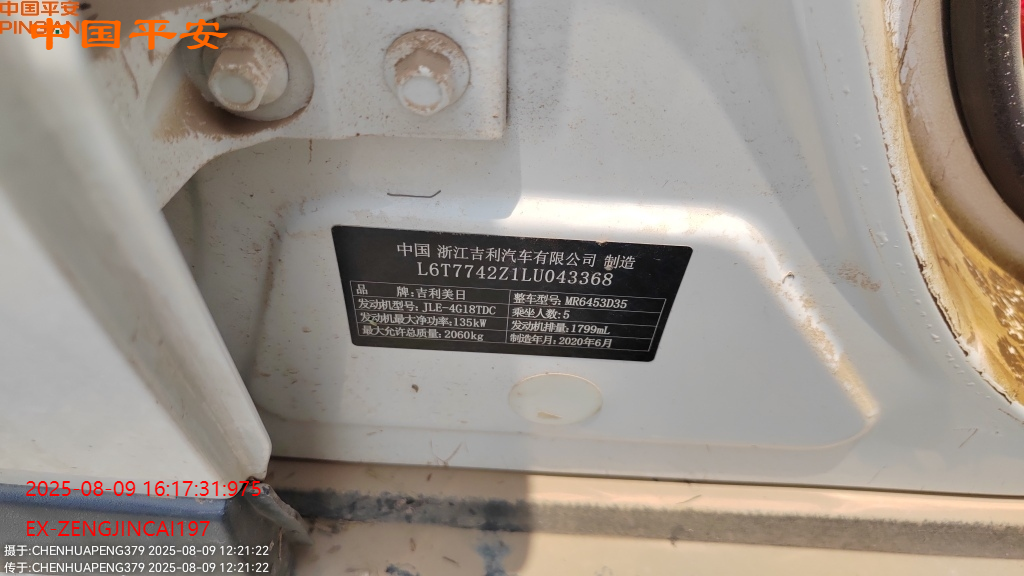 中国平安
PINGAN
中国平安
中国 浙江吉利汽车有限公司 制造
L6T7742Z1LU043368
品 牌:吉利美日 整车型号:MR6453D35
发动机型号:JLE-4G18TDC 乘坐人数:5
发动机最大净功率:135kW 发动机排量:1799mL
最大允许总质量:2060kg 制造年月:2020年6月
2025-08-09 16:17:31:975
EX-ZENGJINCAI197
摄于:CHENHUAPENG379 2025-08-09 12:21:22
传于:CHENHUAPENG379 2025-08-09 12:21:22